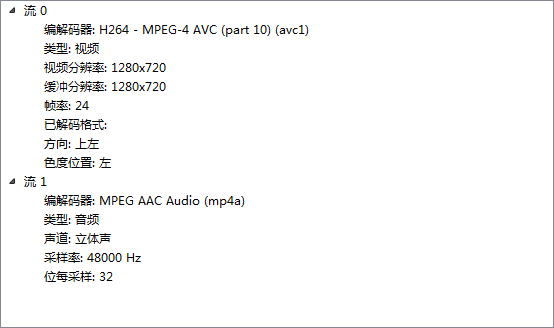 流 0
编解码器: H264 - MPEG-4 AVC (part 10) (avc1)
类型: 视频
视频分辨率: 1280x720
缓冲分辨率: 1280x720
帧率: 24
已解码格式:
方向: 上左
色度位置: 左
流 1
编解码器: MPEG AAC Audio (mp4a)
类型: 音频
声道: 立体声
采样率: 48000 Hz
位每采样: 32